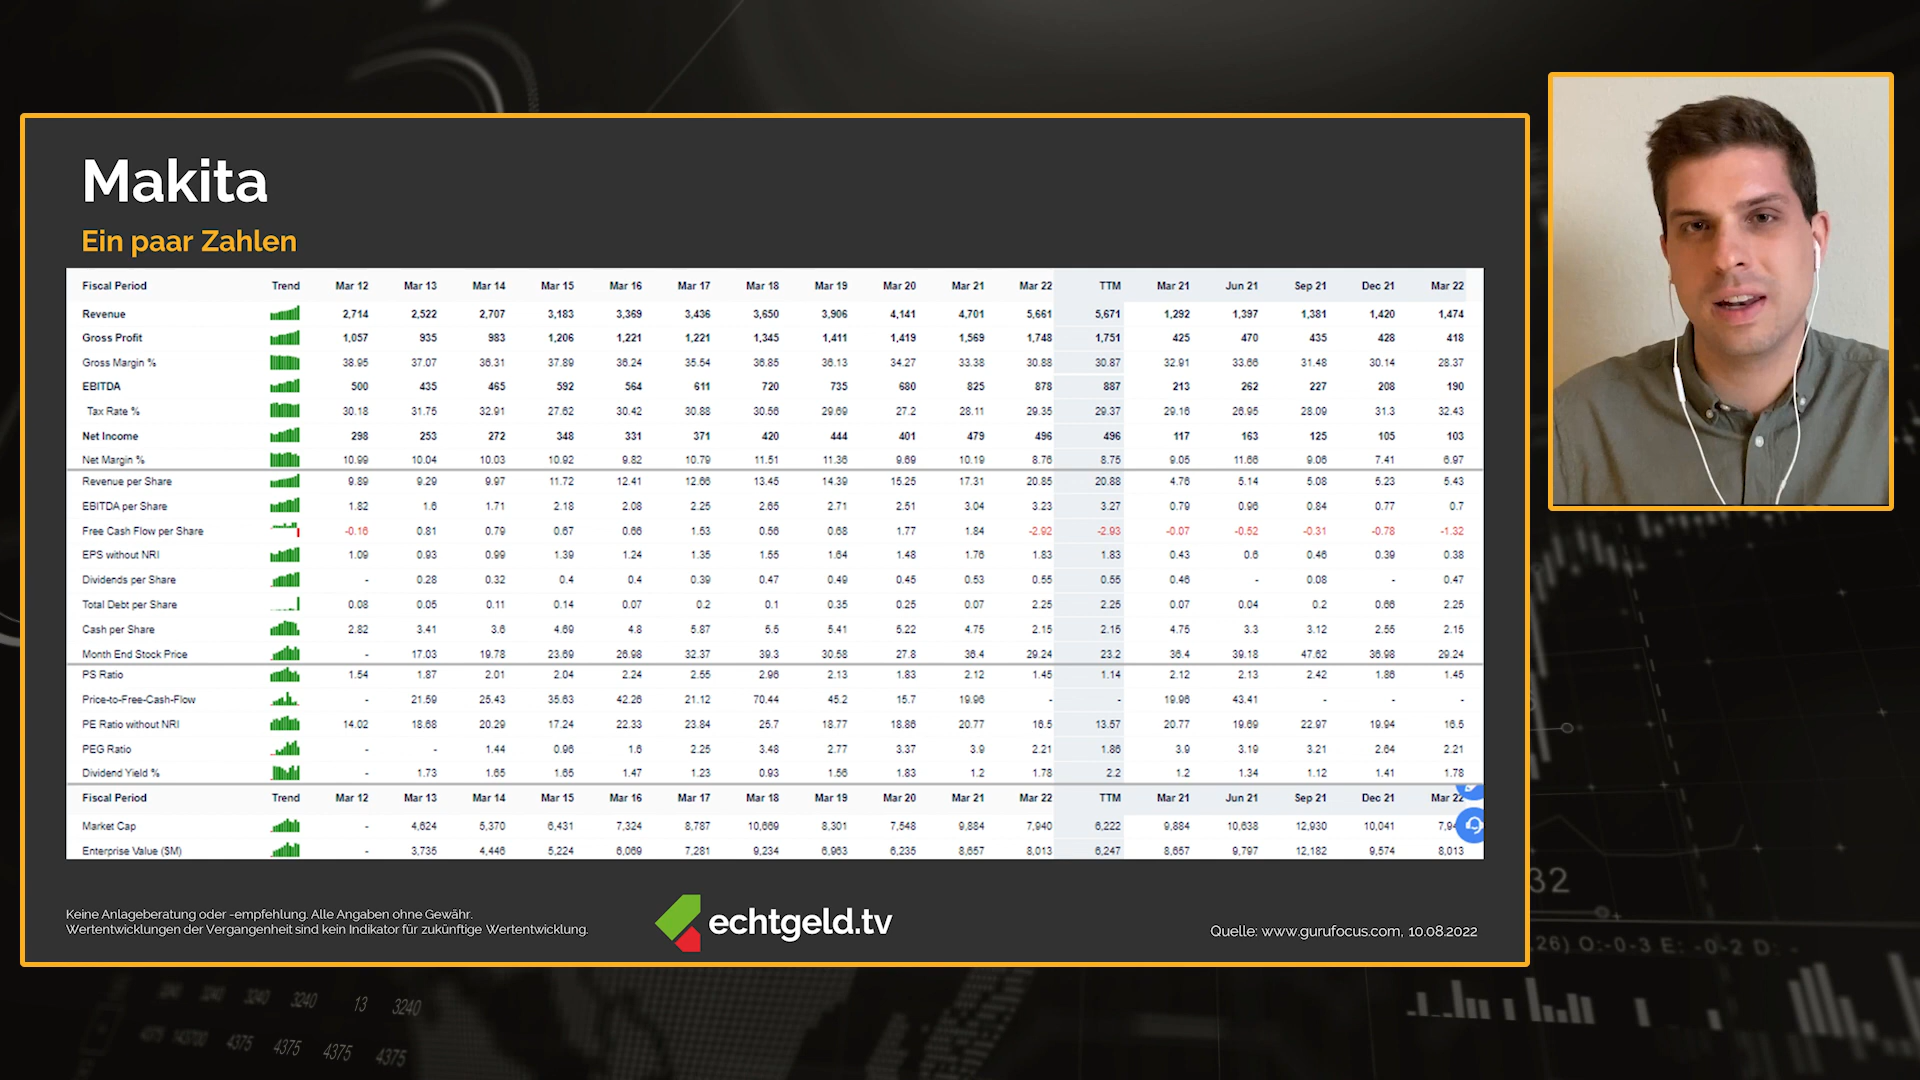 Makita
Ein paar Zahlen
Fiscal Period Trend Mar 12 Mar 13 Mar 14 Mar 15 Mar 16 Mar 17 Mar 18 Mar 19 Mar 20 Mar 21 Mar 22 TTM Mar 21 Jun 21 Sep 21 Dec 21 Mar 22
Revenue 2,714 2,522 2,707 3,183 3,369 3,436 3,650 3,906 4,141 4,701 5,661 5,671 1,292 1,397 1,381 1,420 1,474
Gross Profit 1,057 935 983 1,206 1,221 1,221 1,345 1,411 1,419 1,569 1,748 1,751 425 470 435 428 418
Gross Margin % 38.95 37.07 36.31 37.89 36.24 35.54 36.85 36.13 34.27 33.38 30.88 30.87 32.91 33.66 31.48 30.14 28.37
EBITDA 500 435 465 592 564 611 720 735 680 825 878 887 213 262 227 208 190
Tax Rate % 30.18 31.75 32.91 27.62 30.42 30.88 30.56 29.69 27.2 28.11 29.35 29.37 29.16 26.95 28.09 31.3 32.43
Net Income 298 253 272 348 331 371 420 444 401 479 496 496 117 163 125 105 103
Net Margin % 10.99 10.04 10.03 10.92 9.82 10.79 11.51 11.36 9.69 10.19 8.76 8.75 9.05 11.66 9.06 7.41 6.97
Revenue per Share 9.89 9.29 9.97 11.72 12.41 12.66 13.45 14.39 15.25 17.31 20.85 20.88 4.76 5.14 5.08 5.23 5.43
EBITDA per Share 1.82 1.6 1.71 2.18 2.08 2.25 2.65 2.71 2.51 3.04 3.23 3.27 0.79 0.96 0.84 0.77 0.7
Free Cash Flow per Share -0.16 0.81 0.79 0.67 0.66 1.53 0.56 0.68 1.77 1.84 -2.92 -2.93 -0.07 -0.52 -0.31 -0.78 -1.32
EPS without NRI 1.09 0.93 0.99 1.39 1.24 1.35 1.55 1.64 1.48 1.76 1.83 1.83 0.43 0.6 0.46 0.39 0.38
Dividends per Share - 0.28 0.32 0.4 0.4 0.39 0.47 0.49 0.45 0.53 0.55 0.55 0.46 - 0.08 - 0.47
Total Debt per Share 0.08 0.05 0.11 0.14 0.07 0.2 0.1 0.35 0.25 0.07 2.25 2.25 0.07 0.04 0.2 0.66 2.25
Cash per Share 2.82 3.41 3.6 4.69 4.8 5.87 5.5 5.41 5.22 4.75 2.15 2.15 4.75 3.3 3.12 2.55 2.15
Month End Stock Price - 17.03 19.78 23.69 26.98 32.37 39.3 30.58 27.8 36.4 29.24 23.2 36.4 39.18 47.62 36.98 29.24
PS Ratio 1.54 1.87 2.01 2.04 2.24 2.55 2.96 2.13 1.83 2.12 1.45 1.14 2.12 2.13 2.42 1.86 1.45
Price-to-Free-Cash-Flow - 21.59 25.43 35.63 42.26 21.12 70.44 45.2 15.7 19.96 - - 19.96 43.41 - - -
PE Ratio without NRI 14.02 18.68 20.29 17.24 22.33 23.84 25.7 18.77 18.86 20.77 16.5 13.57 20.77 19.69 22.97 19.94 16.5
PEG Ratio - - 1.44 0.96 1.6 2.25 3.48 2.77 3.37 3.9 2.21 1.86 3.9 3.19 3.21 2.64 2.21
Dividend Yield % - 1.73 1.65 1.65 1.47 1.23 0.93 1.56 1.83 1.2 1.78 2.2 1.2 1.34 1.12 1.41 1.78
Fiscal Period Trend Mar 12 Mar 13 Mar 14 Mar 15 Mar 16 Mar 17 Mar 18 Mar 19 Mar 20 Mar 21 Mar 22 TTM Mar 21 Jun 21 Sep 21 Dec 21 Mar 22
Market Cap - 4,624 5,370 6,431 7,324 8,787 10,669 8,301 7,548 9,884 7,940 6,222 9,884 10,638 12,930 10,041
Enterprise Value ($M) - 3,735 4,446 5,224 6,069 7,281 9,234 6,963 6,235 8,657 8,013 6,247 8,657 9,797 12,182 9,574 8,013
Keine Anlageberatung oder -empfehlung. Alle Angaben ohne Gewähr.
Wertentwicklungen der Vergangenheit sind kein Indikator für zukünftige Wertentwicklung.
echtgeld.tv
Quelle: www.gurufocus.com, 10.08.2022
3240 3240 3240 3240 13 3240
4375 4375 4375 4375 4375